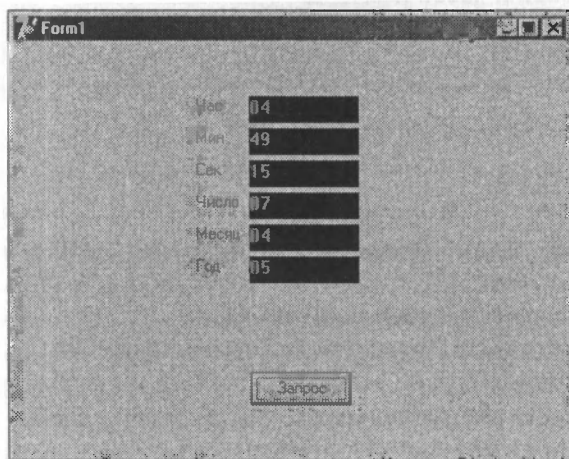 Form1
Час 04
Мин 49
Сек 15
Число 07
Месяц 04
Год 05
Запрос